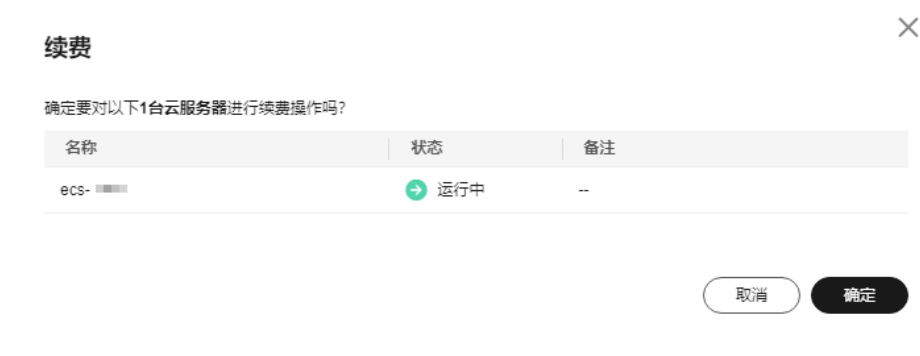 续费
确定要对以下1台云服务器进行续费操作吗?
名称 状态 备注
ecs- 运行中 --
取消 确定